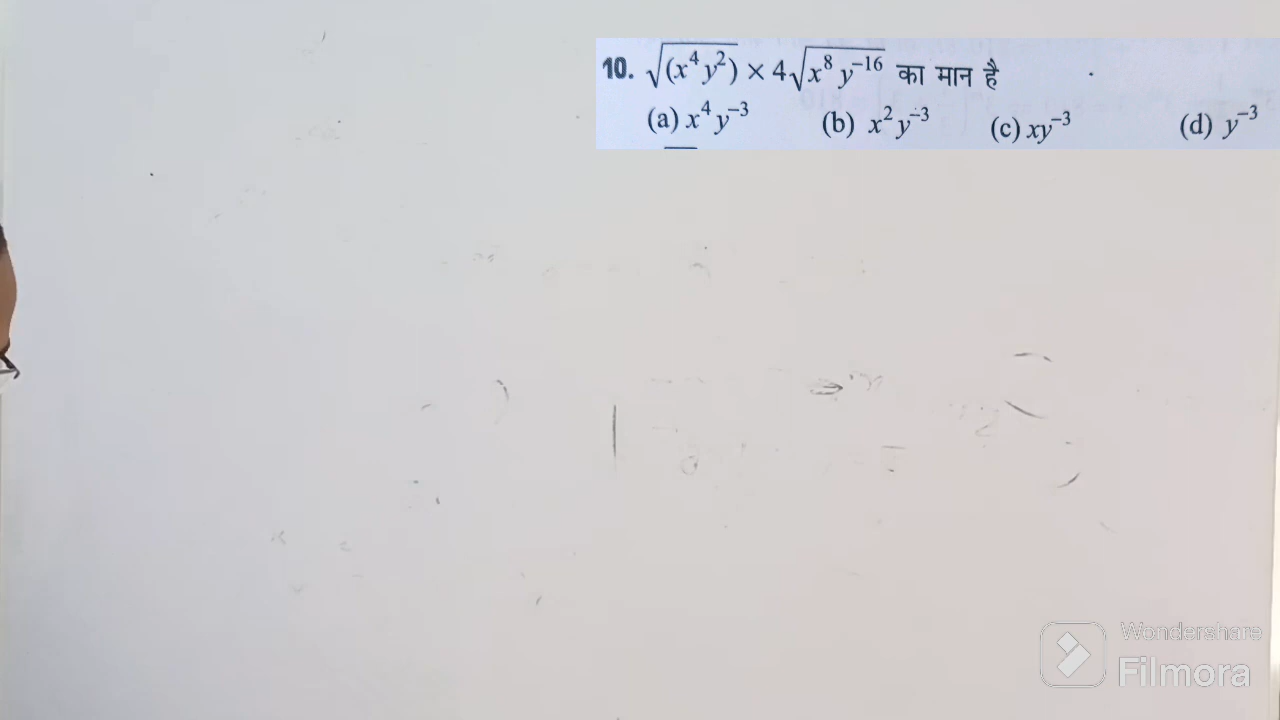 10. √(x⁴y²) × 4√x⁸y⁻¹⁶ का मान है
(a) x⁴y⁻³ (b) x²y⁻³ (c) xy⁻³ (d) y⁻³
Wondershare
Filmora